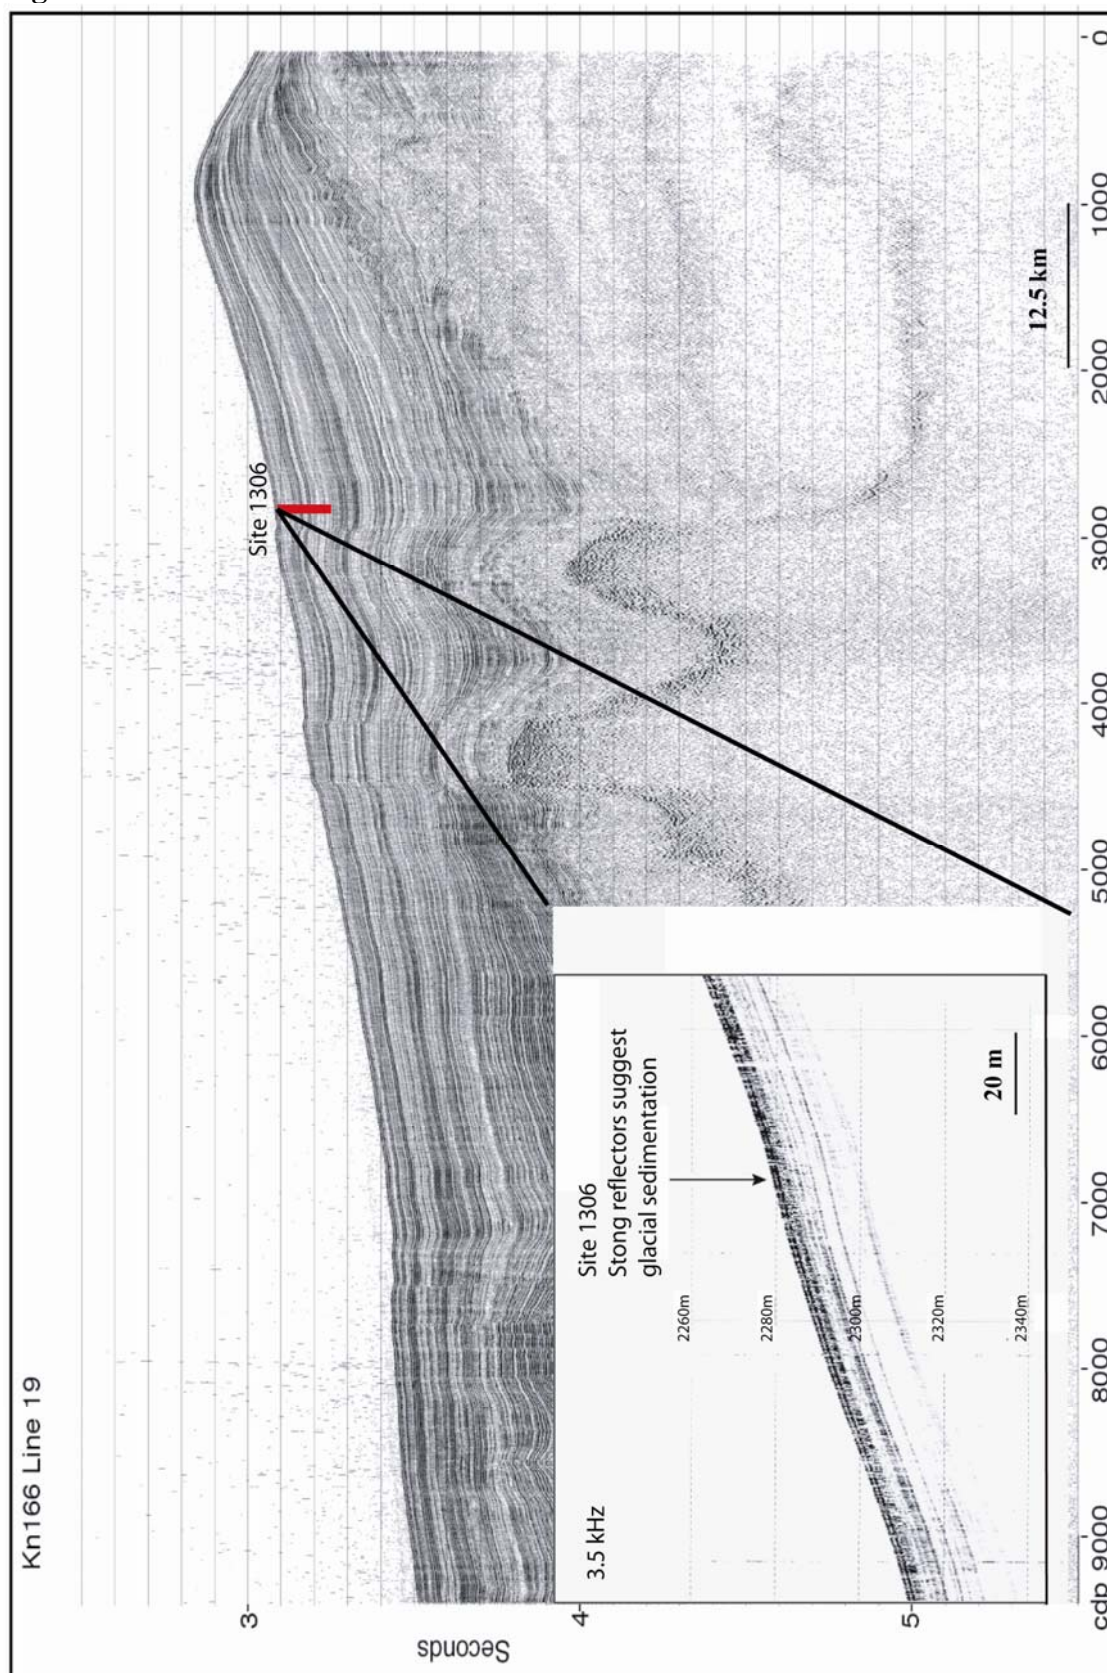 Kn166 Line 19
Site 1306
Seconds
3
4
5
12.5 km
3.5 kHz
Site 1306
Stong reflectors suggest
glacial sedimentation
2260m
2280m
2300m
2320m
2340m
20 m
cdp 9000 8000 7000 6000 5000 4000 3000 2000 1000 0